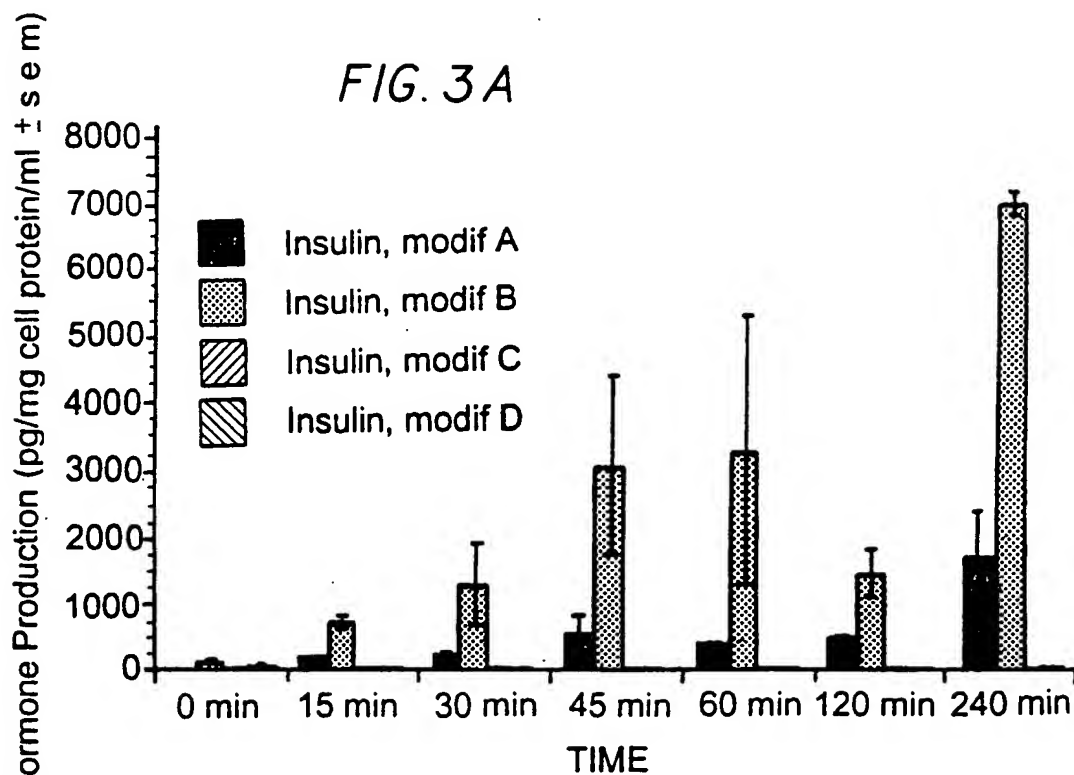 FIG. 3A
ormone Production (pg/mg cell protein/ml ± s e m)
8000
7000
6000
5000
4000
3000
2000
1000
0
Insulin, modif A
Insulin, modif B
Insulin, modif C
Insulin, modif D
0 min 15 min 30 min 45 min 60 min 120 min 240 min
TIME